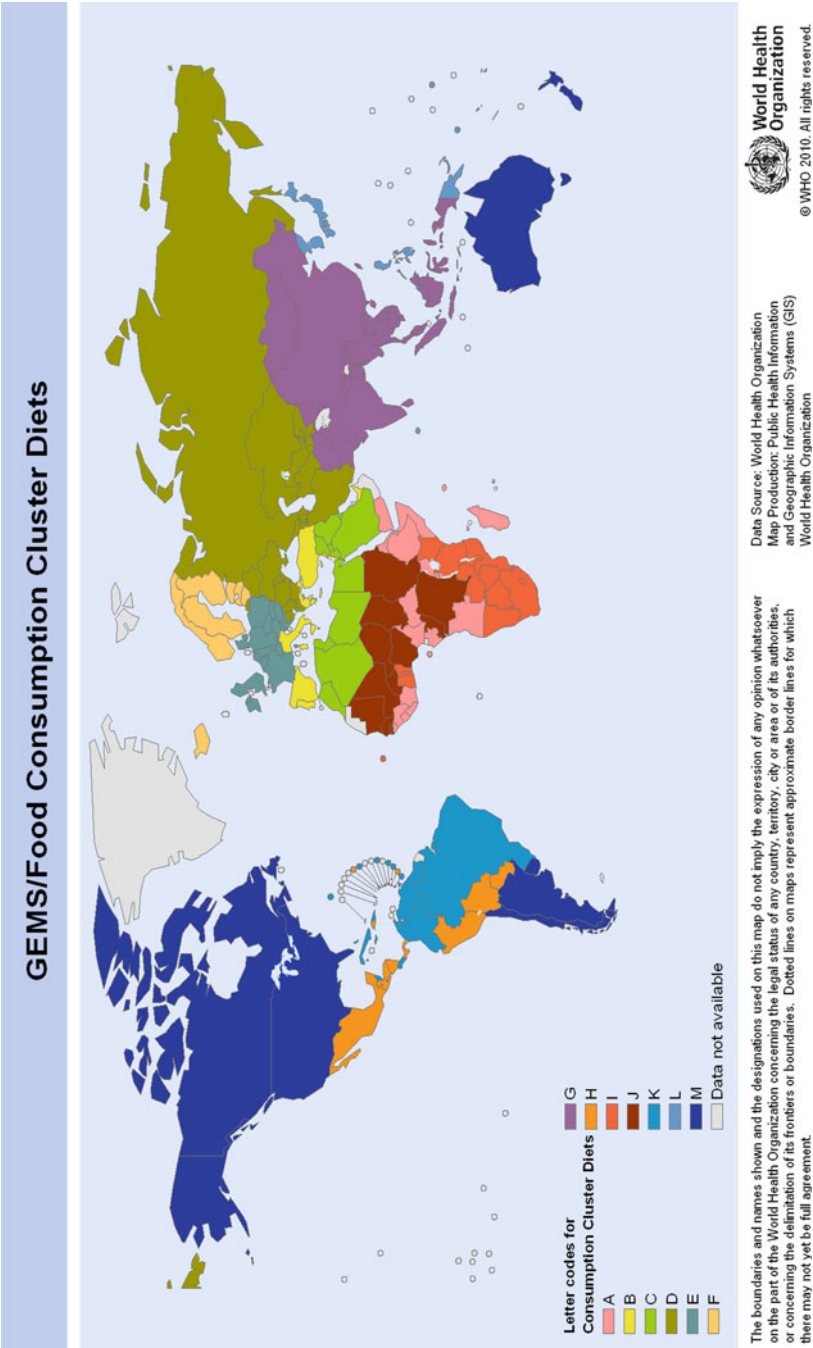 GEMS/Food Consumption Cluster Diets
Letter codes for
Consumption Cluster Diets
A
B
C
D
E
F
G
H
I
J
K
L
M
Data not available
The boundaries and names shown and the designations used on this map do not imply the expression of any opinion whatsoever
on the part of the World Health Organization concerning the legal status of any country, territory, city or area or of its authorities,
or concerning the delimitation of its frontiers or boundaries. Dotted lines on maps represent approximate border lines for which
there may not yet be full agreement.
Data Source: World Health Organization
Map Production: Public Health Information
and Geographic Information Systems (GIS)
World Health Organization
World Health
Organization
© WHO 2010. All rights reserved.